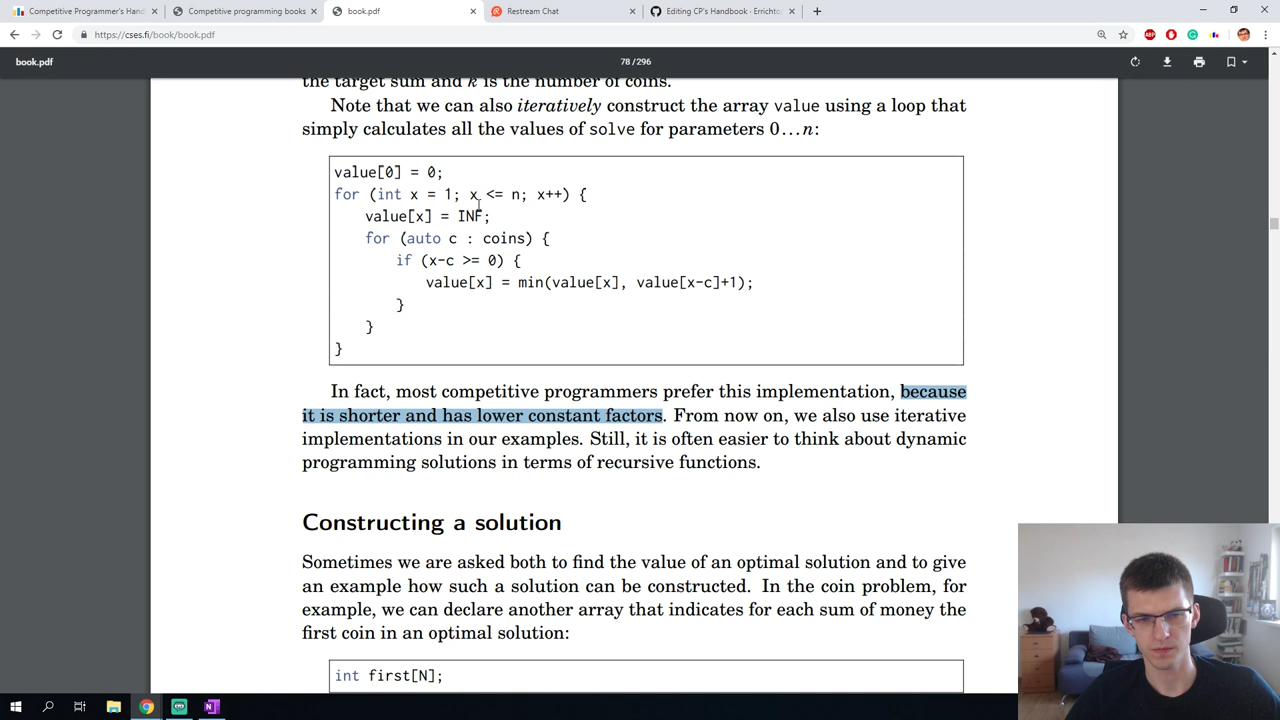 Competitive Programmer's Hand
Competitive programming books
book.pdf
Restream Chat
Editing CP's Handbook - Errichto
https://cses.fi/book/book.pdf
book.pdf
78 / 296
the target sum and k is the number of coins.
Note that we can also iteratively construct the array value using a loop that
simply calculates all the values of solve for parameters 0...n:
value[0] = 0;
for (int x = 1; x <= n; x++) {
value[x] = INF;
for (auto c : coins) {
if (x-c >= 0) {
value[x] = min(value[x], value[x-c]+1);
}
}
}
In fact, most competitive programmers prefer this implementation, because
it is shorter and has lower constant factors. From now on, we also use iterative
implementations in our examples. Still, it is often easier to think about dynamic
programming solutions in terms of recursive functions.
Constructing a solution
Sometimes we are asked both to find the value of an optimal solution and to give
an example how such a solution can be constructed. In the coin problem, for
example, we can declare another array that indicates for each sum of money the
first coin in an optimal solution:
int first[N];